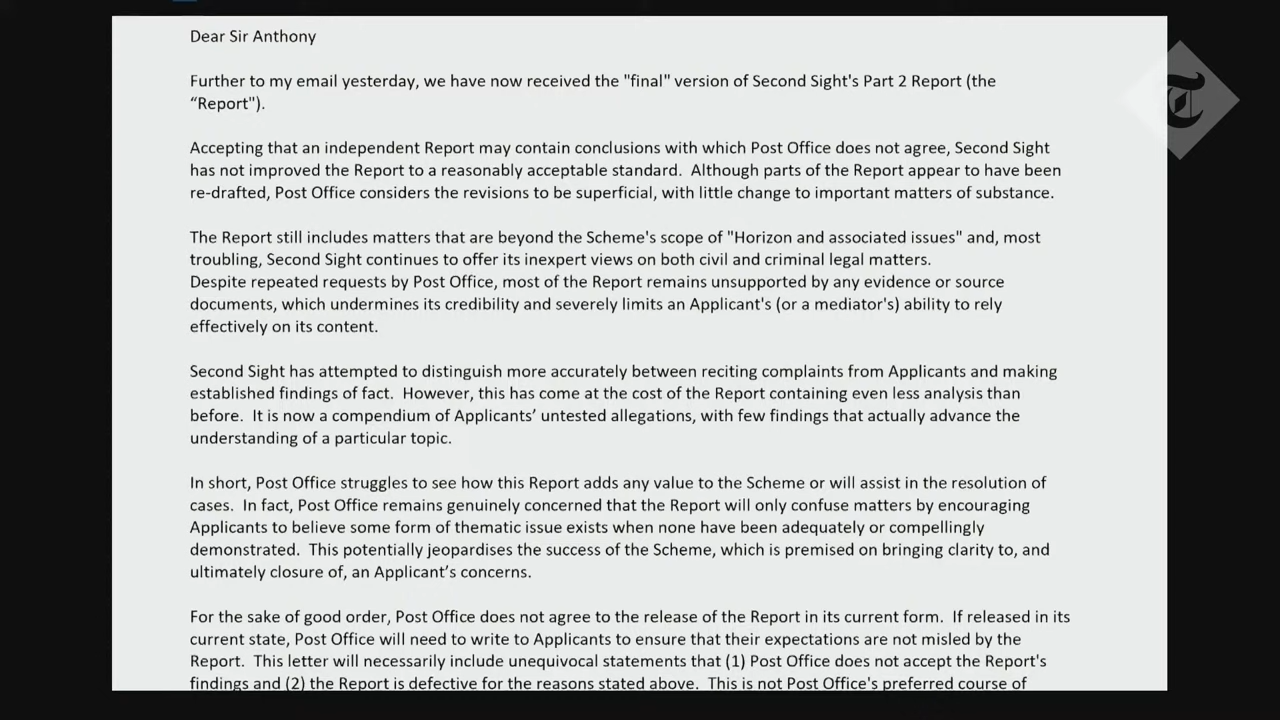 Dear Sir Anthony
Further to my email yesterday, we have now received the "final" version of Second Sight's Part 2 Report (the
“Report").
Accepting that an independent Report may contain conclusions with which Post Office does not agree, Second Sight
has not improved the Report to a reasonably acceptable standard.  Although parts of the Report appear to have been
re-drafted, Post Office considers the revisions to be superficial, with little change to important matters of substance.
The Report still includes matters that are beyond the Scheme's scope of "Horizon and associated issues" and, most
troubling, Second Sight continues to offer its inexpert views on both civil and criminal legal matters.
Despite repeated requests by Post Office, most of the Report remains unsupported by any evidence or source
documents, which undermines its credibility and severely limits an Applicant's (or a mediator's) ability to rely
effectively on its content.
Second Sight has attempted to distinguish more accurately between reciting complaints from Applicants and making
established findings of fact.  However, this has come at the cost of the Report containing even less analysis than
before.  It is now a compendium of Applicants’ untested allegations, with few findings that actually advance the
understanding of a particular topic.
In short, Post Office struggles to see how this Report adds any value to the Scheme or will assist in the resolution of
cases.  In fact, Post Office remains genuinely concerned that the Report will only confuse matters by encouraging
Applicants to believe some form of thematic issue exists when none have been adequately or compellingly
demonstrated.  This potentially jeopardises the success of the Scheme, which is premised on bringing clarity to, and
ultimately closure of, an Applicant’s concerns.
For the sake of good order, Post Office does not agree to the release of the Report in its current form.  If released in its
current state, Post Office will need to write to Applicants to ensure that their expectations are not misled by the
Report.  This letter will necessarily include unequivocal statements that (1) Post Office does not accept the Report's
findings and (2) the Report is defective for the reasons stated above.  This is not Post Office's preferred course of
T